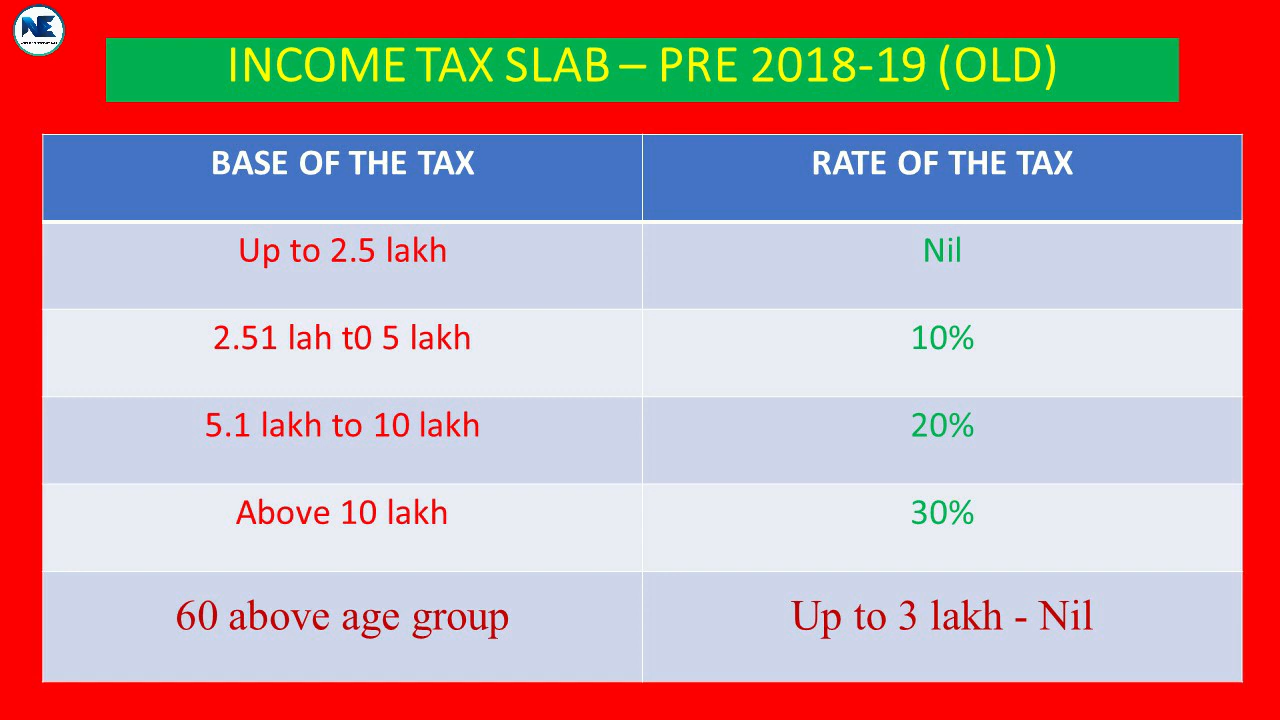 NE
INCOME TAX SLAB – PRE 2018-19 (OLD)
BASE OF THE TAX RATE OF THE TAX
Up to 2.5 lakh Nil
2.51 lah t0 5 lakh 10%
5.1 lakh to 10 lakh 20%
Above 10 lakh 30%
60 above age group Up to 3 lakh - Nil